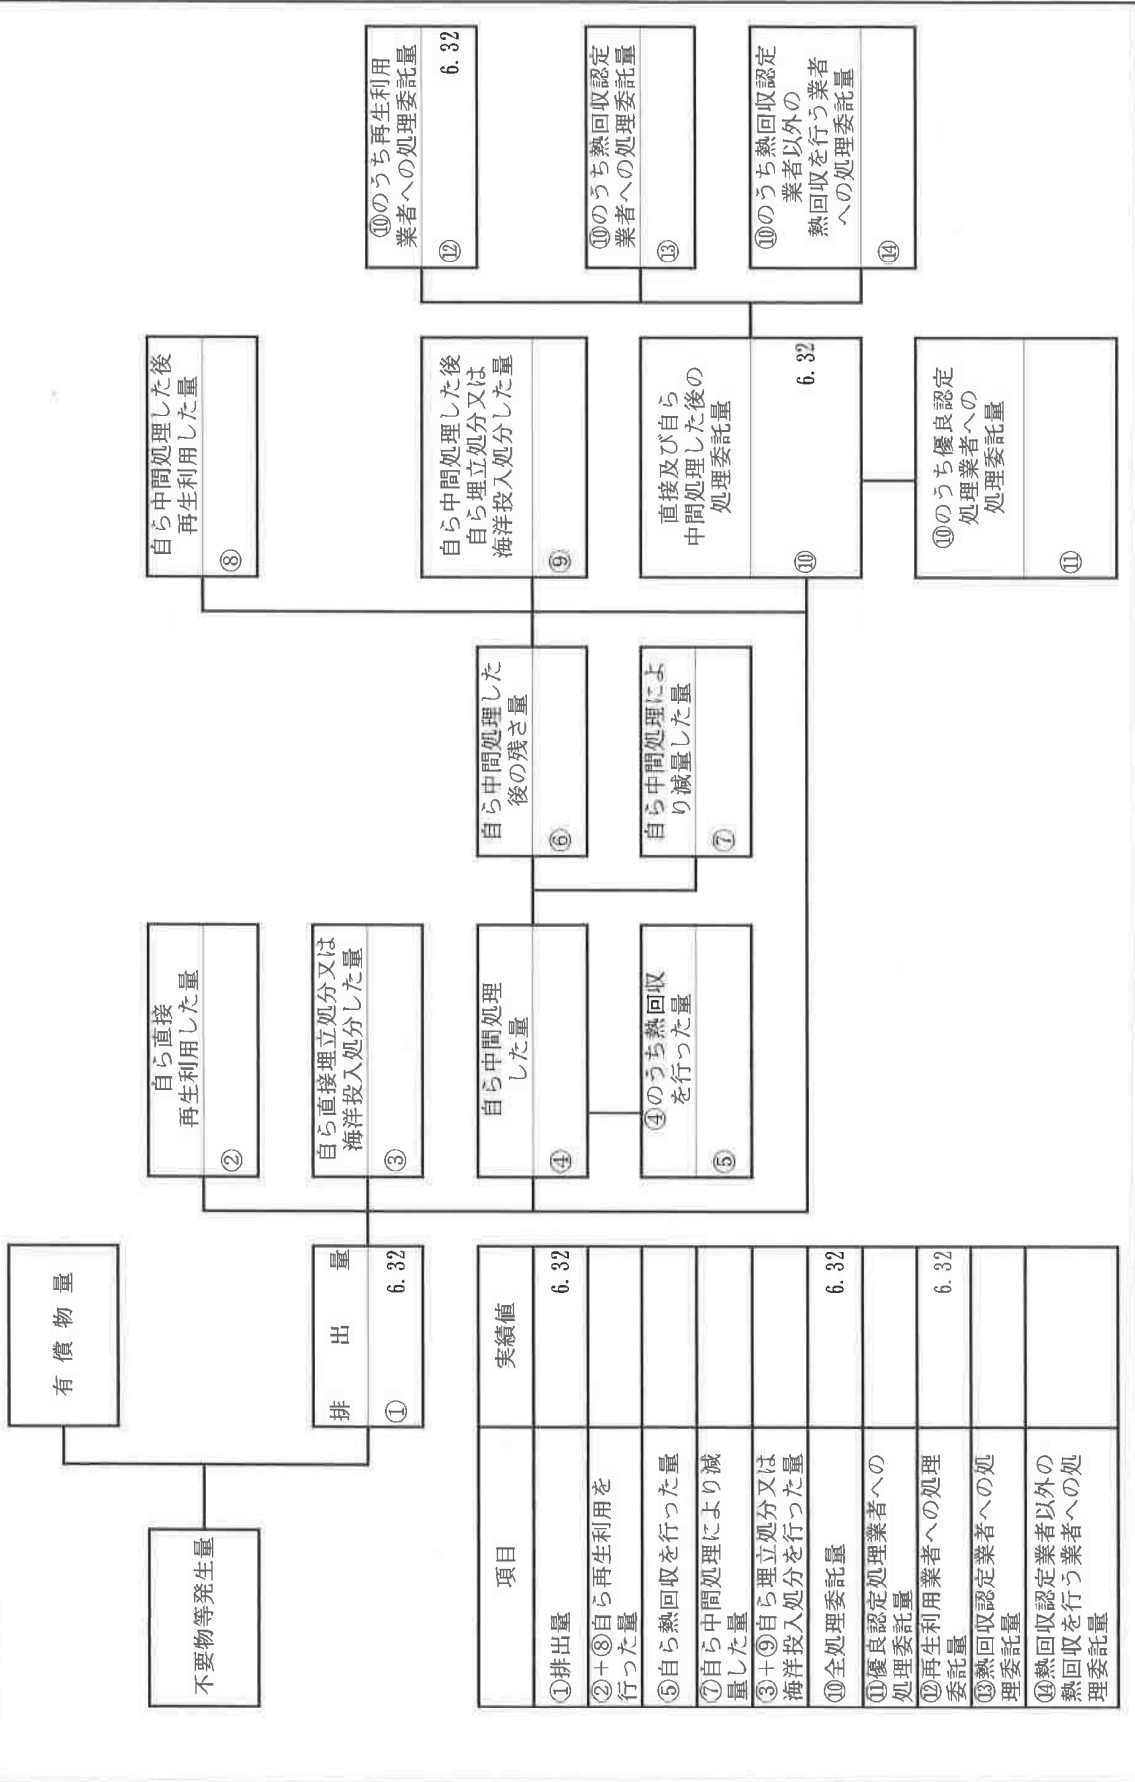 有償物量
不要物等発生量
排出量
① 6.32
自ら直接
再生利用した量
②
自ら直接埋立処分又は
海洋投入処分した量
③
自ら中間処理
した量
④
④のうち熱回収
を行った量
⑤
自ら中間処理した
後の残さ量
⑥
自ら中間処理によ
り減量した量
⑦
自ら中間処理した後
再生利用した量
⑧
自ら中間処理した後
自ら埋立処分又は
海洋投入処分した量
⑨
直接及び自ら
中間処理した後の
処理委託量
⑩ 6.32
⑩のうち優良認定
処理業者への
処理委託量
⑪
⑩のうち再生利用
業者への処理委託量
⑫ 6.32
⑩のうち熱回収認定
業者への処理委託量
⑬
⑩のうち熱回収認定
業者以外の
熱回収を行う業者
への処理委託量
⑭
項目 実績値
①排出量 6.32
②+⑧自ら再生利用を
行った量
⑤自ら熱回収を行った量
⑦自ら中間処理により減
量した量
③+⑨自ら埋立処分又は
海洋投入処分を行った量
⑩全処理委託量 6.32
⑪優良認定処理業者への
処理委託量
⑫再生利用業者への処理
委託量 6.32
⑬熱回収認定業者への処
理委託量
⑭熱回収認定業者以外の
熱回収を行う業者への処
理委託量